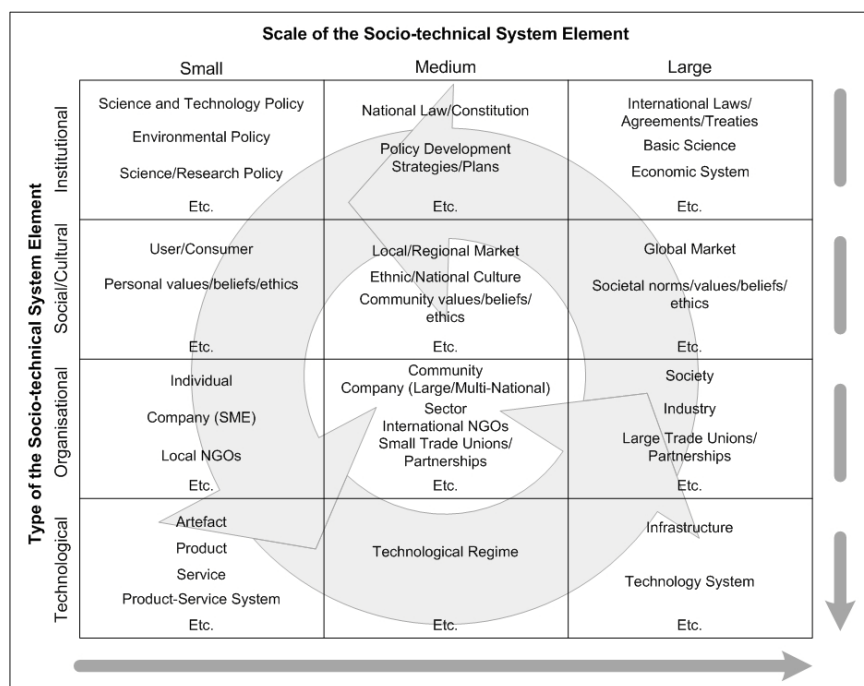 Scale of the Socio-technical System Element
Small
Medium
Large
Type of the Socio-technical System Element
Institutional
Science and Technology Policy
Environmental Policy
Science/Research Policy
Etc.
National Law/Constitution
Policy Development
Strategies/Plans
Etc.
International Laws/
Agreements/Treaties
Basic Science
Economic System
Etc.
Social/Cultural
User/Consumer
Personal values/beliefs/ethics
Etc.
Local/Regional Market
Ethnic/National Culture
Community values/beliefs/
ethics
Etc.
Global Market
Societal norms/values/beliefs/
ethics
Etc.
Organisational
Individual
Company (SME)
Local NGOs
Etc.
Community
Company (Large/Multi-National)
Sector
International NGOs
Small Trade Unions/
Partnerships
Etc.
Society
Industry
Large Trade Unions/
Partnerships
Etc.
Technological
Artefact
Product
Service
Product-Service System
Etc.
Technological Regime
Etc.
Infrastructure
Technology System
Etc.